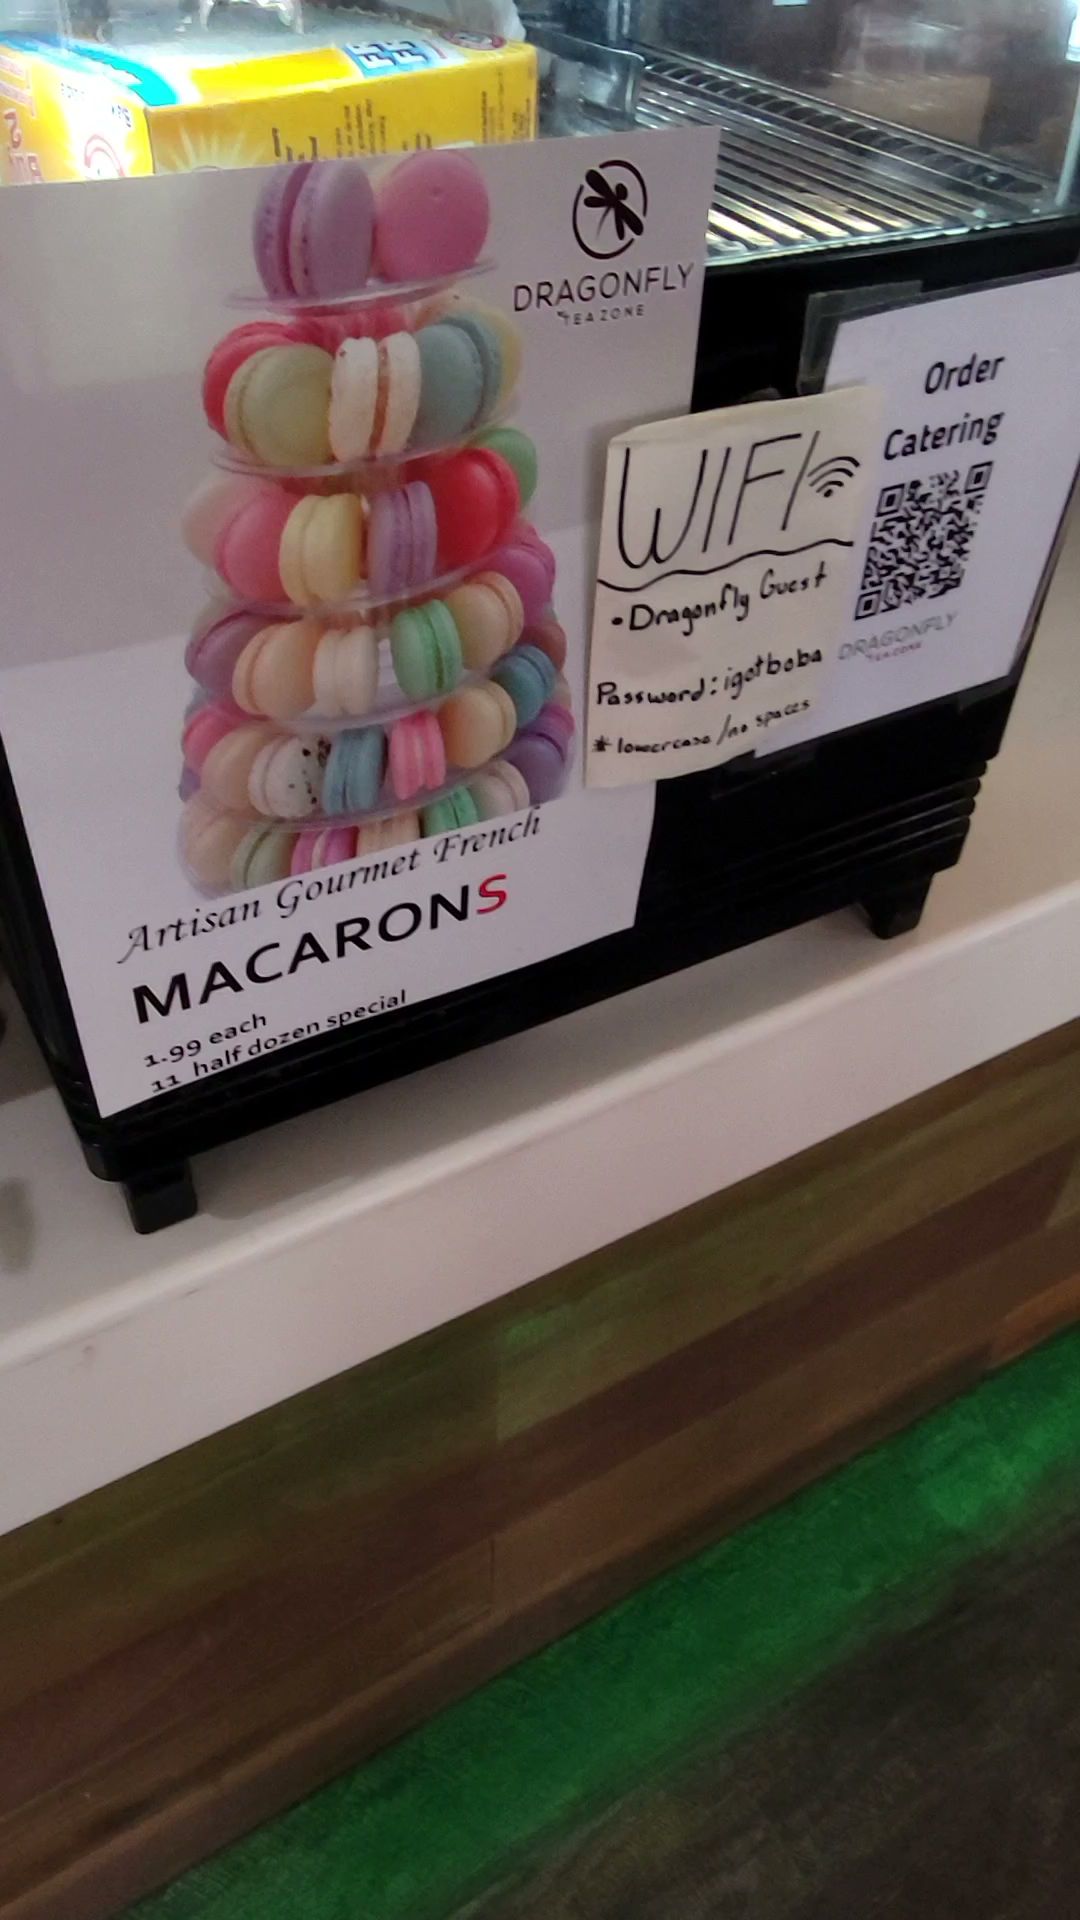 DRAGONFLY
TEA ZONE
Artisan Gourmet French
MACARONS
1.99 each
11 half dozen special
WIFI
• Dragonfly Guest
Password: igotboba
* lowercase/no spaces
Order
Catering
DRAGONFLY
TEA ZONE